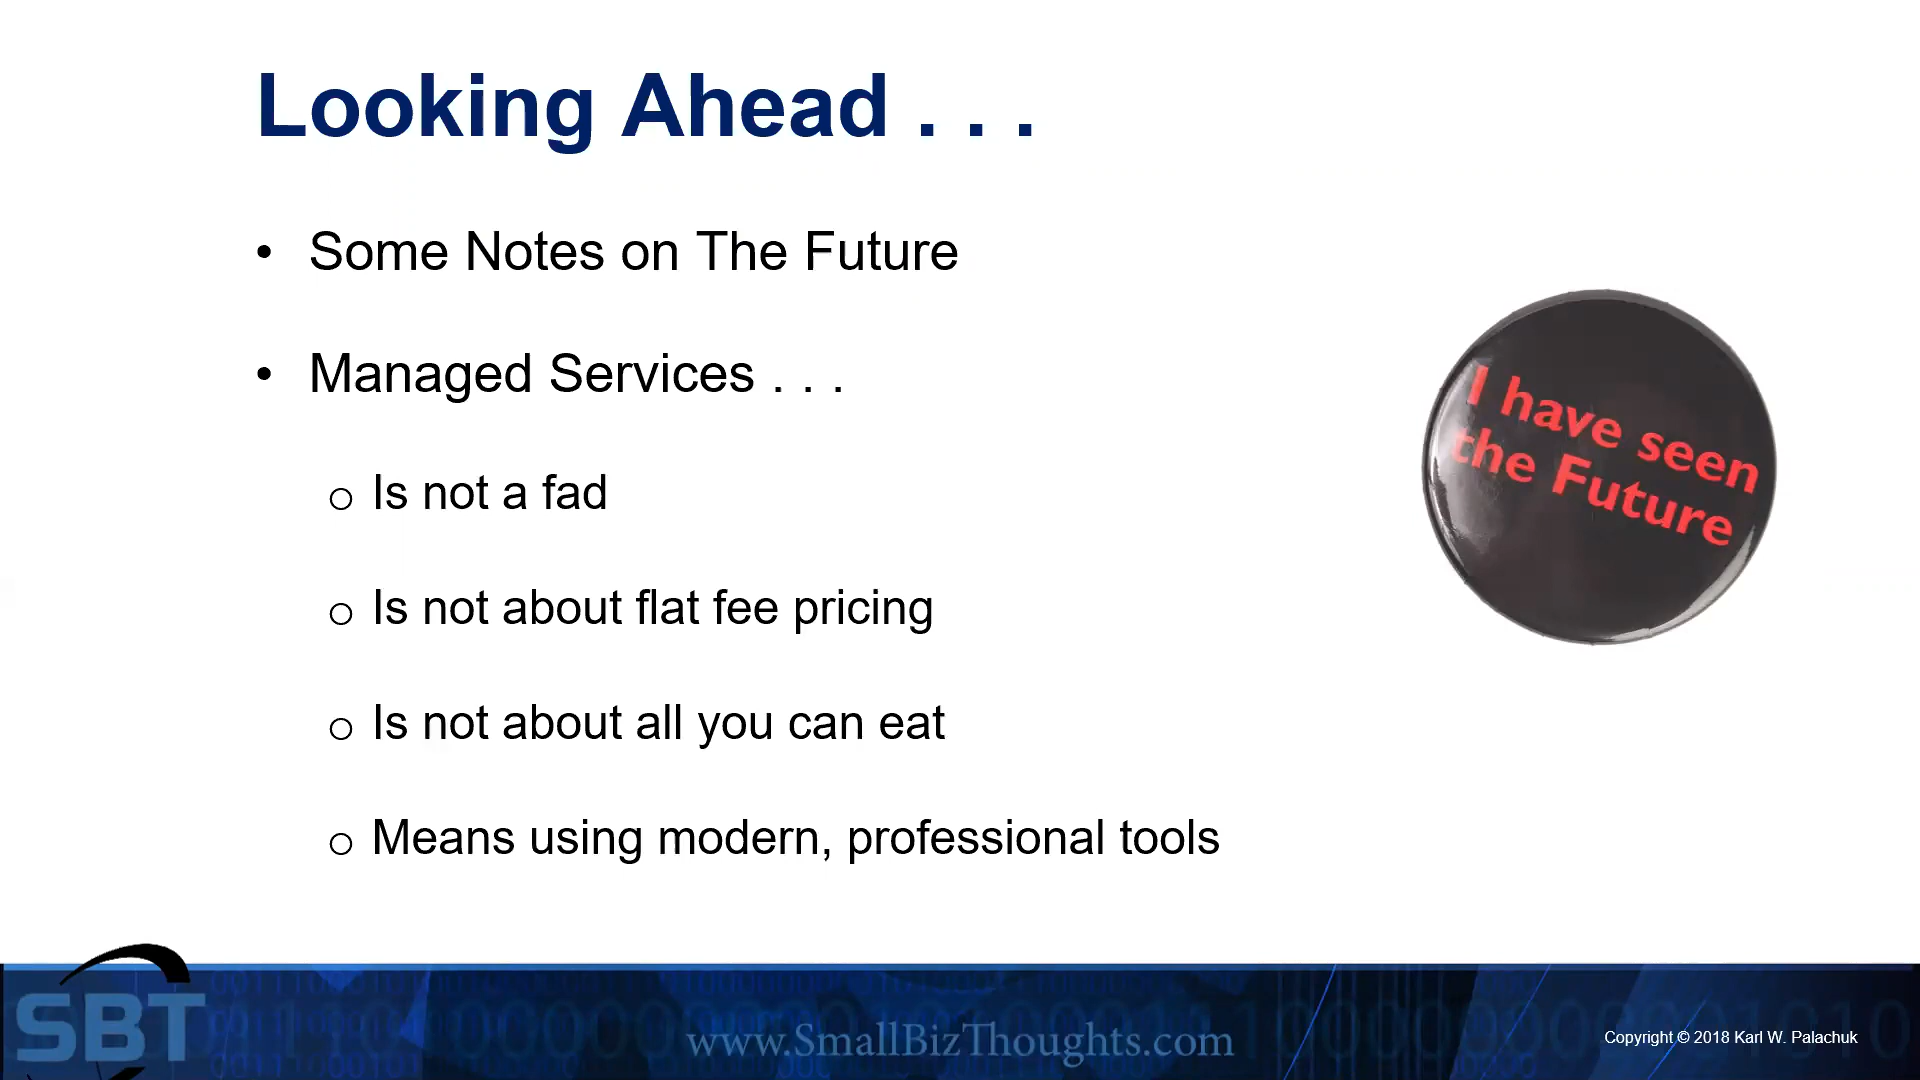 Looking Ahead . . .
• Some Notes on The Future
• Managed Services . . .
o Is not a fad
o Is not about flat fee pricing
o Is not about all you can eat
o Means using modern, professional tools
I have seen
the Future
SBT
www.SmallBizThoughts.com
Copyright © 2018 Karl W. Palachuk